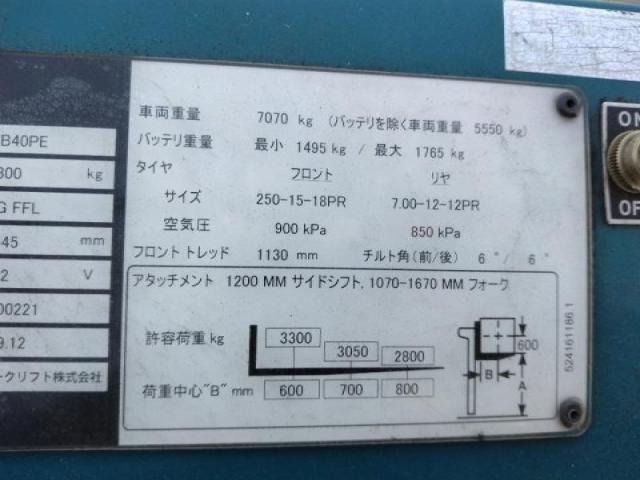 B40PE
800 kg
G FFL
45 mm
2 V
00221
9.12
ークリフト株式会社
車両重量 7070 kg (バッテリを除く車両重量 5550 kg)
バッテリ重量 最小 1495 kg / 最大 1765 kg
タイヤ フロント リヤ
サイズ 250-15-18PR 7.00-12-12PR
空気圧 900 kPa 850 kPa
フロント トレッド 1130 mm チルト角(前/後) 6° / 6°
アタッチメント 1200 MM サイドシフト, 1070-1670 MM フォーク
許容荷重 kg 3300 3050 2800
荷重中心"B" mm 600 700 800
600
B
A
524161186.1
ON
OF